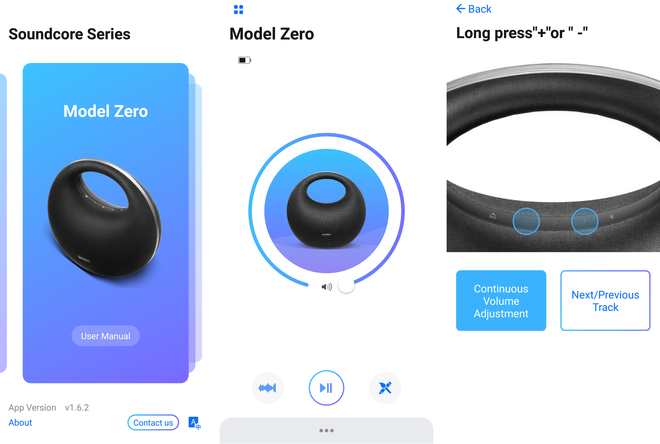 Soundcore Series
Model Zero
User Manual
App Version v1.6.2
About
Contact us
Model Zero
Back
Long press"+"or " -"
Continuous
Volume
Adjustment
Next/Previous
Track